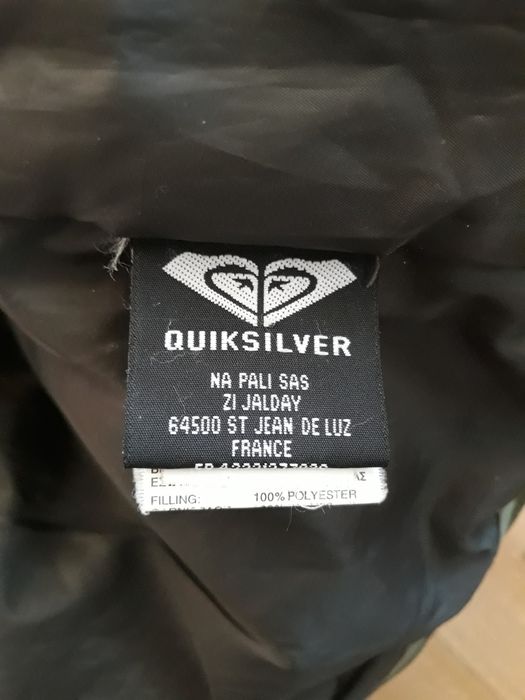 QUIKSILVER
NA PALI SAS
ZI JALDAY
64500 ST JEAN DE LUZ
FRANCE
FILLING: 100% POLYESTER